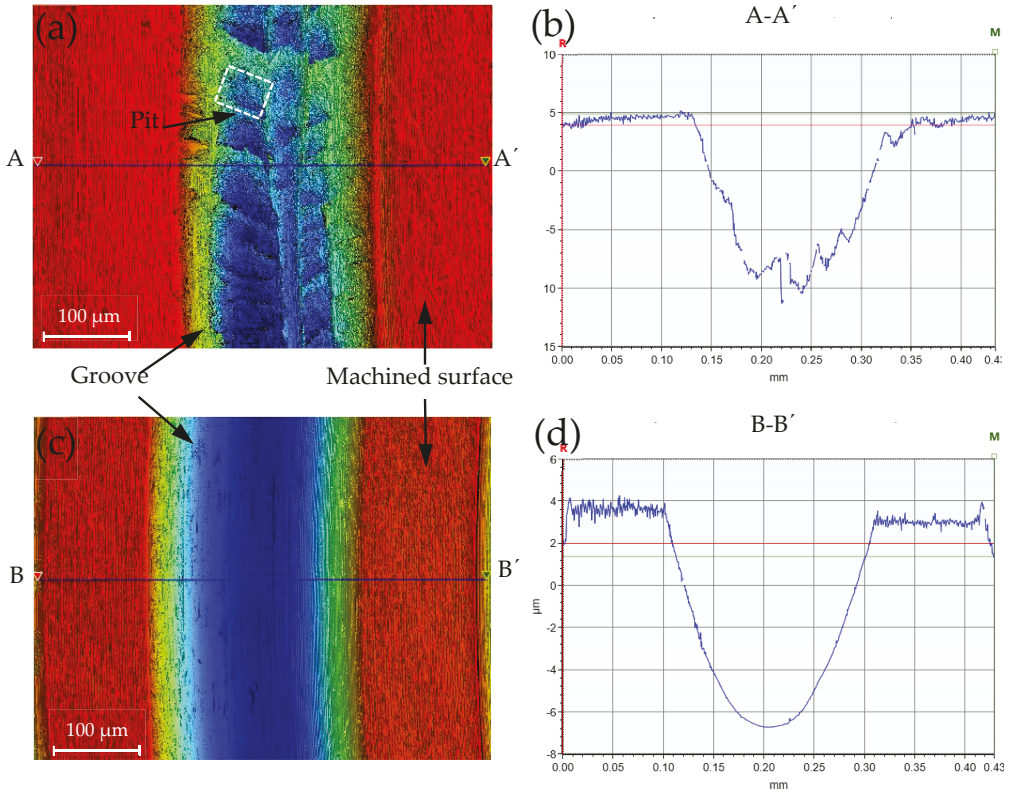 (a)
Pit
A
A´
100 µm
(b)
A-A´
R
M
10
5
0
-5
10
15
0.00 0.05 0.10 0.15 0.20 0.25 0.30 0.35 0.40 0.43
mm
Groove
Machined surface
(c)
B
B´
100 µm
(d)
B-B´
R
M
6
4
2
0
-2
-4
-6
-8
µm
0.00 0.05 0.10 0.15 0.20 0.25 0.30 0.35 0.40 0.43
mm